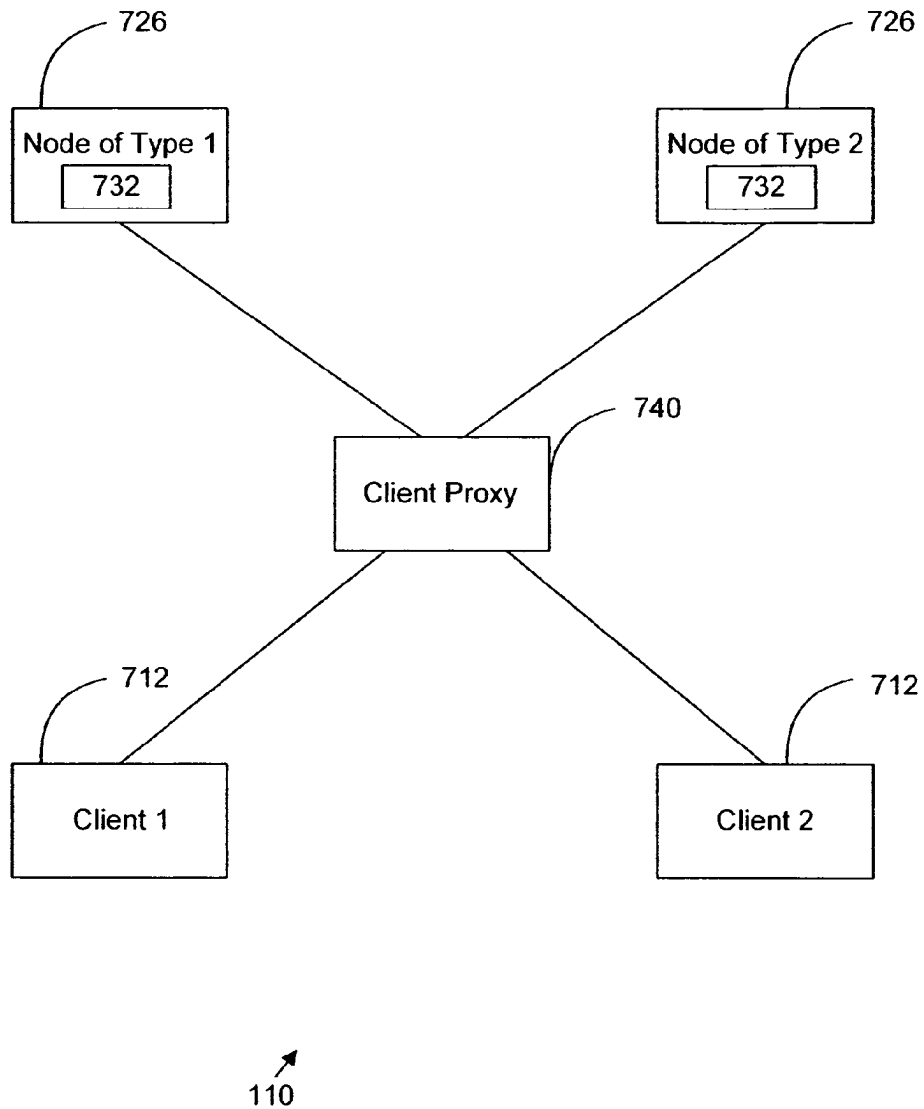 726
726
Node of Type 1
732
Node of Type 2
732
740
Client Proxy
712
712
Client 1
Client 2
110